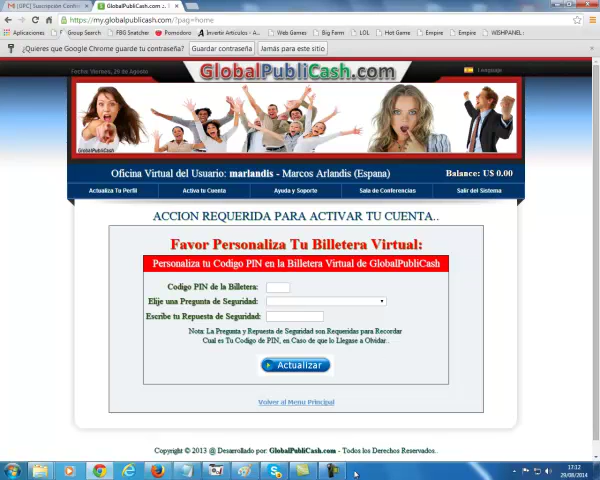 [GPC] Suscripción Confirm
GlobalPubliCash.com
https://my.globalpublicash.com/?pag=home
Aplicaciones
Group Search
FBG Snatcher
Pomodoro
Invertir Artículos - A
Web Games
Big Farm
LOL
Hot Game
Empire
Empire
WISHPANEL:
¿Quieres que Google Chrome guarde tu contraseña?
Guardar contraseña
Jamás para este sitio
Fecha: Viernes, 29 de Agosto
GlobalPubliCash.com
Language
GlobalPubliCash
Oficina Virtual del Usuario: marlandis - Marcos Arlandis (Espana)
Balance: U$ 0.00
Actualiza Tu Perfil
Activa tu Cuenta
Ayuda y Soporte
Sala de Conferencias
Salir del Sistema
ACCION REQUERIDA PARA ACTIVAR TU CUENTA..
Favor Personaliza Tu Billetera Virtual:
Personaliza tu Codigo PIN en la Billetera Virtual de GlobalPubliCash
Codigo PIN de la Billetera:
Elije una Pregunta de Seguridad:
Escribe tu Repuesta de Seguridad:
Nota: La Pregunta y Repuesta de Seguridad son Requeridas para Recordar
Cual es Tu Codigo de PIN, en Caso de que lo Llegase a Olvidar..
Actualizar
Volver al Menu Principal
Copyright © 2013 @ Desarrollado por: GlobalPubliCash.com - Todos los Derechos Reservados..
17:12
29/08/2014